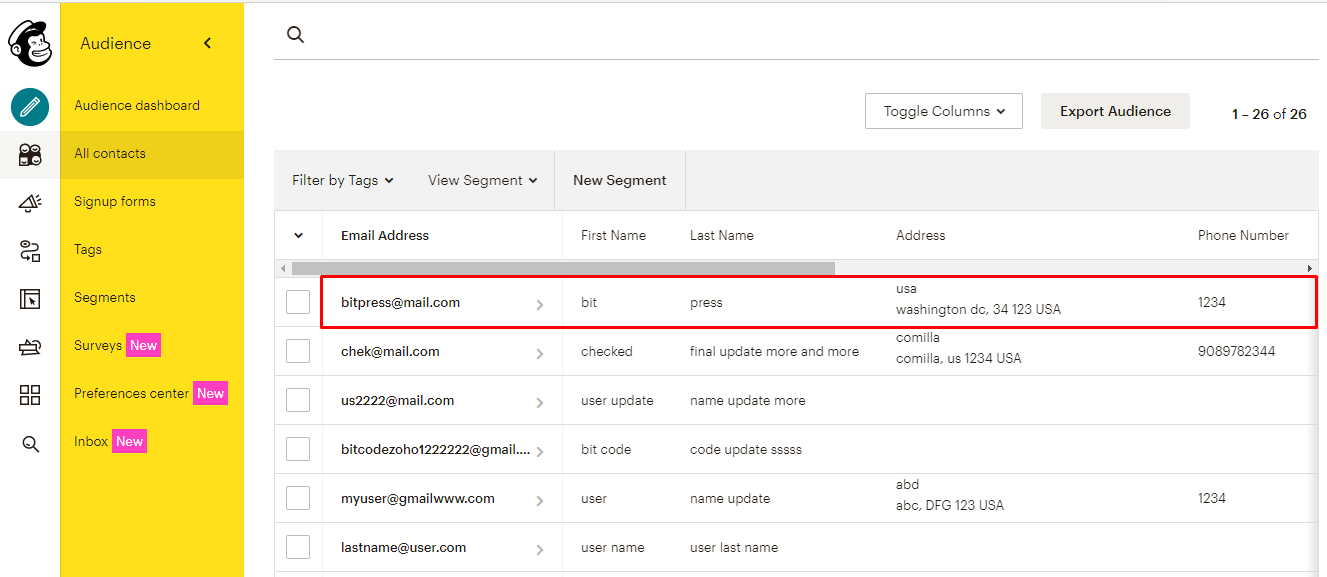 Audience
Audience dashboard
All contacts
Signup forms
Tags
Segments
Surveys New
Preferences center New
Inbox New
Toggle Columns Export Audience 1 – 26 of 26
Filter by Tags View Segment New Segment
Email Address First Name Last Name Address Phone Number
bitpress@mail.com bit press usa 1234
washington dc, 34 123 USA
chek@mail.com checked final update more and more comilla 9089782344
comilla, us 1234 USA
us2222@mail.com user update name update more
bitcodezoho1222222@gmail.... bit code code update sssss
myuser@gmailwww.com user name update abd 1234
abc, DFG 123 USA
lastname@user.com user name user last name